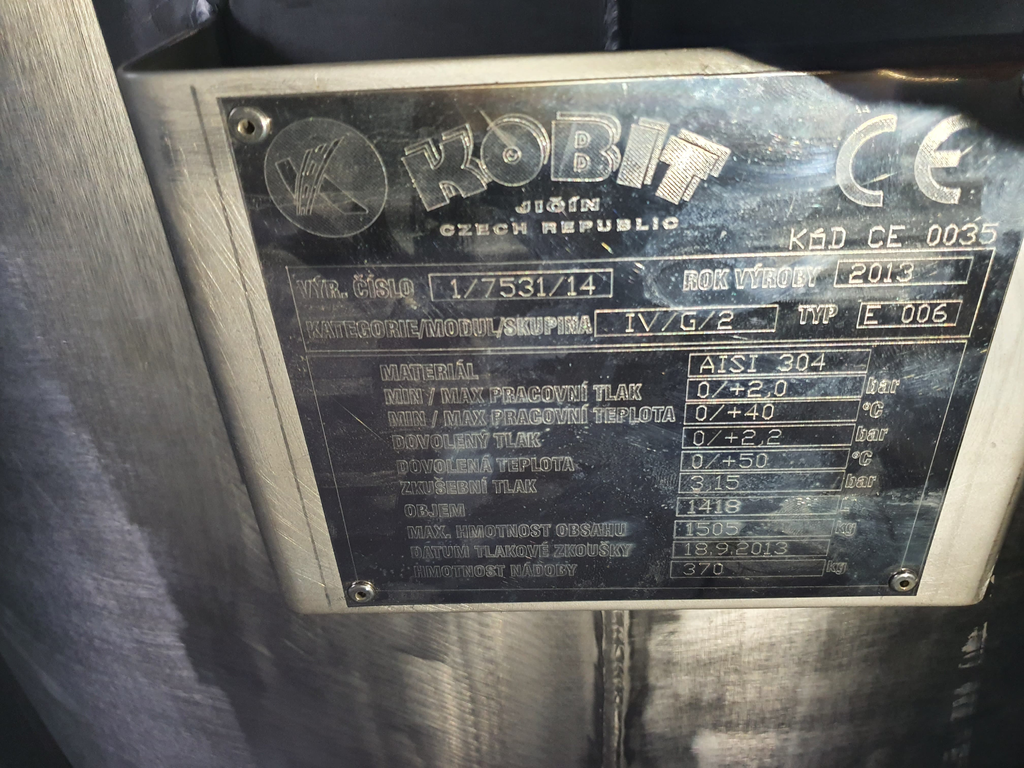 KOBIT
JIČÍN
CZECH REPUBLIC
CE
KÓD CE 0035
VÝR. ČÍSLO 1/7531/14 ROK VÝROBY 2013
KATEGORIE/MODUL/SKUPINA IV/G/2 TYP E 006
MATERIÁL AISI 304
MIN / MAX PRACOVNÍ TLAK 0/+2,0 bar
MIN / MAX PRACOVNÍ TEPLOTA 0/+40 °C
DOVOLENÝ TLAK 0/+2,2 bar
DOVOLENÁ TEPLOTA 0/+50 °C
ZKUŠEBNÍ TLAK 3,15 bar
OBJEM 1418
MAX. HMOTNOST OBSAHU 1505 kg
DATUM TLAKOVÉ ZKOUŠKY 18.9.2013
HMOTNOST NÁDOBY 370 kg